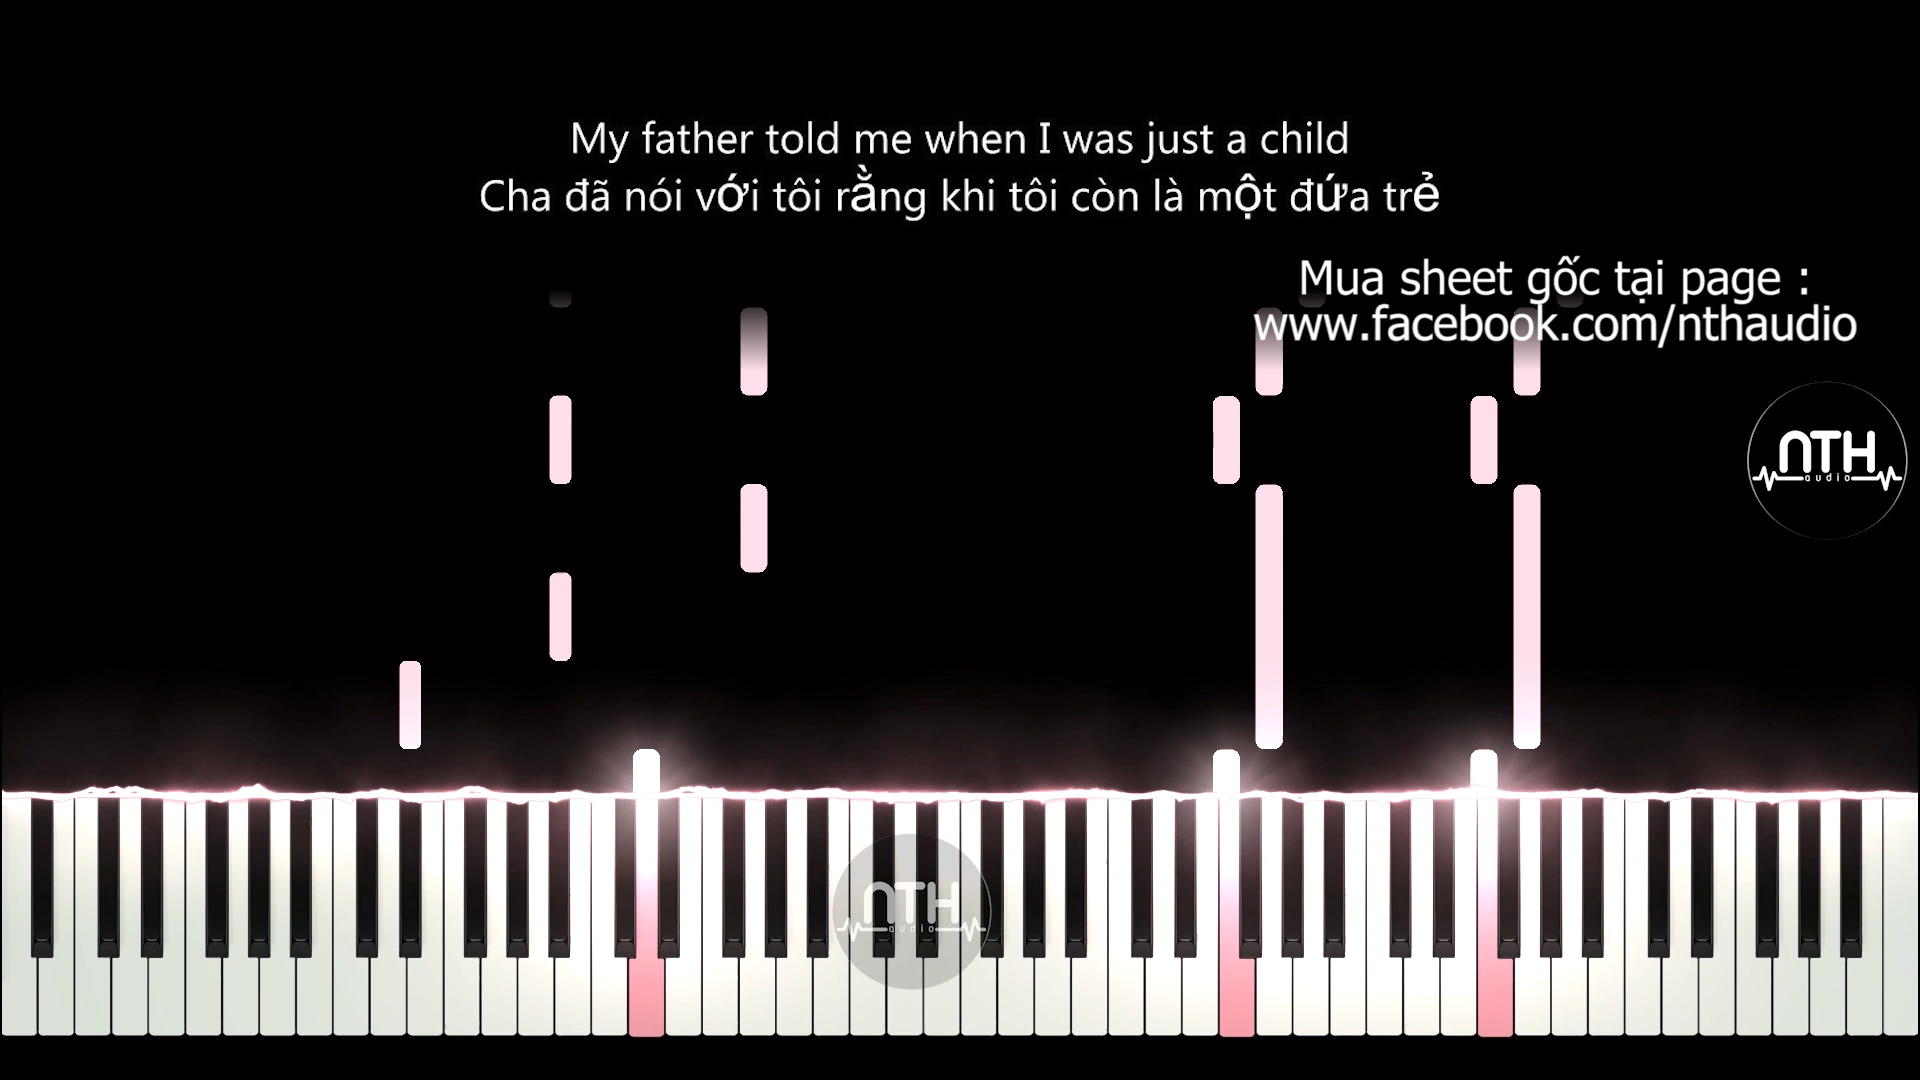 My father told me when I was just a child
Cha đã nói với tôi rằng khi tôi còn là một đứa trẻ
Mua sheet gốc tại page :
www.facebook.com/nthaudio
NTH
audio
NTH
audio